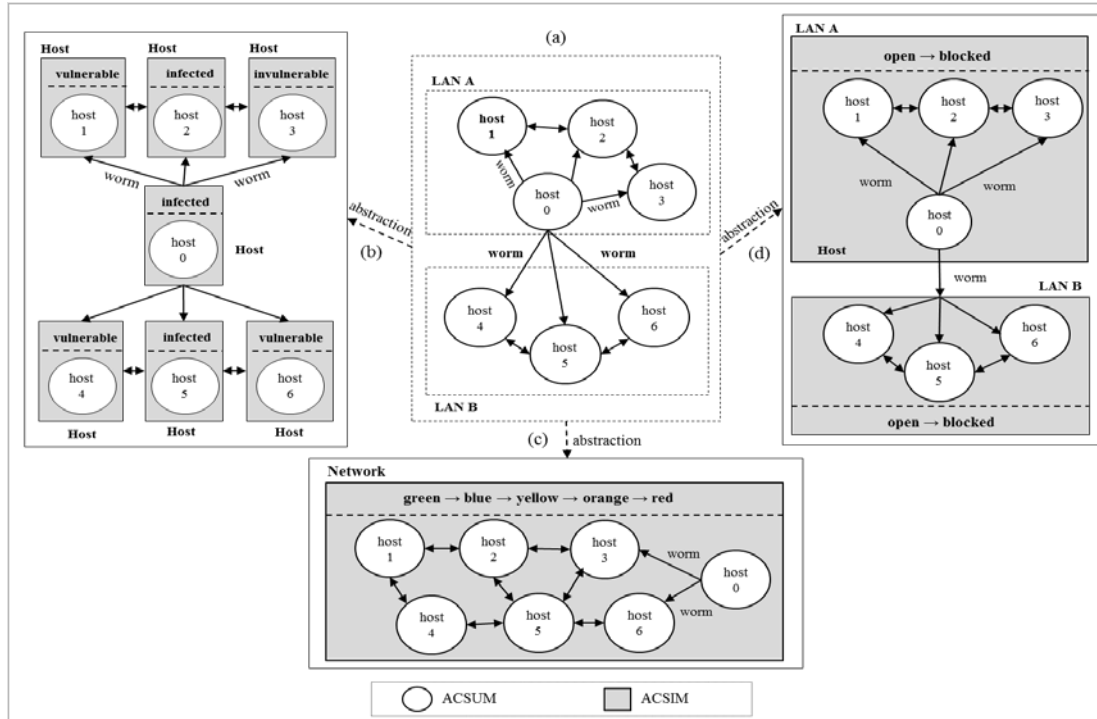 (a)
Host Host Host
vulnerable infected invulnerable
host
1
host
2
host
3
worm worm
infected
host
0
Host
vulnerable infected vulnerable
host
4
host
5
host
6
Host Host Host
abstraction
(b)
LAN A
host
1
host
2
host
3
host
0
worm
worm
worm worm
host
4
host
5
host
6
LAN B
abstraction
(d)
LAN A
open → blocked
host
1
host
2
host
3
worm worm
host
0
Host
worm
LAN B
host
4
host
5
host
6
open → blocked
(c)
abstraction
Network
green → blue → yellow → orange → red
host
1
host
2
host
3
host
0
worm
worm
host
4
host
5
host
6
ACSUM ACSIM